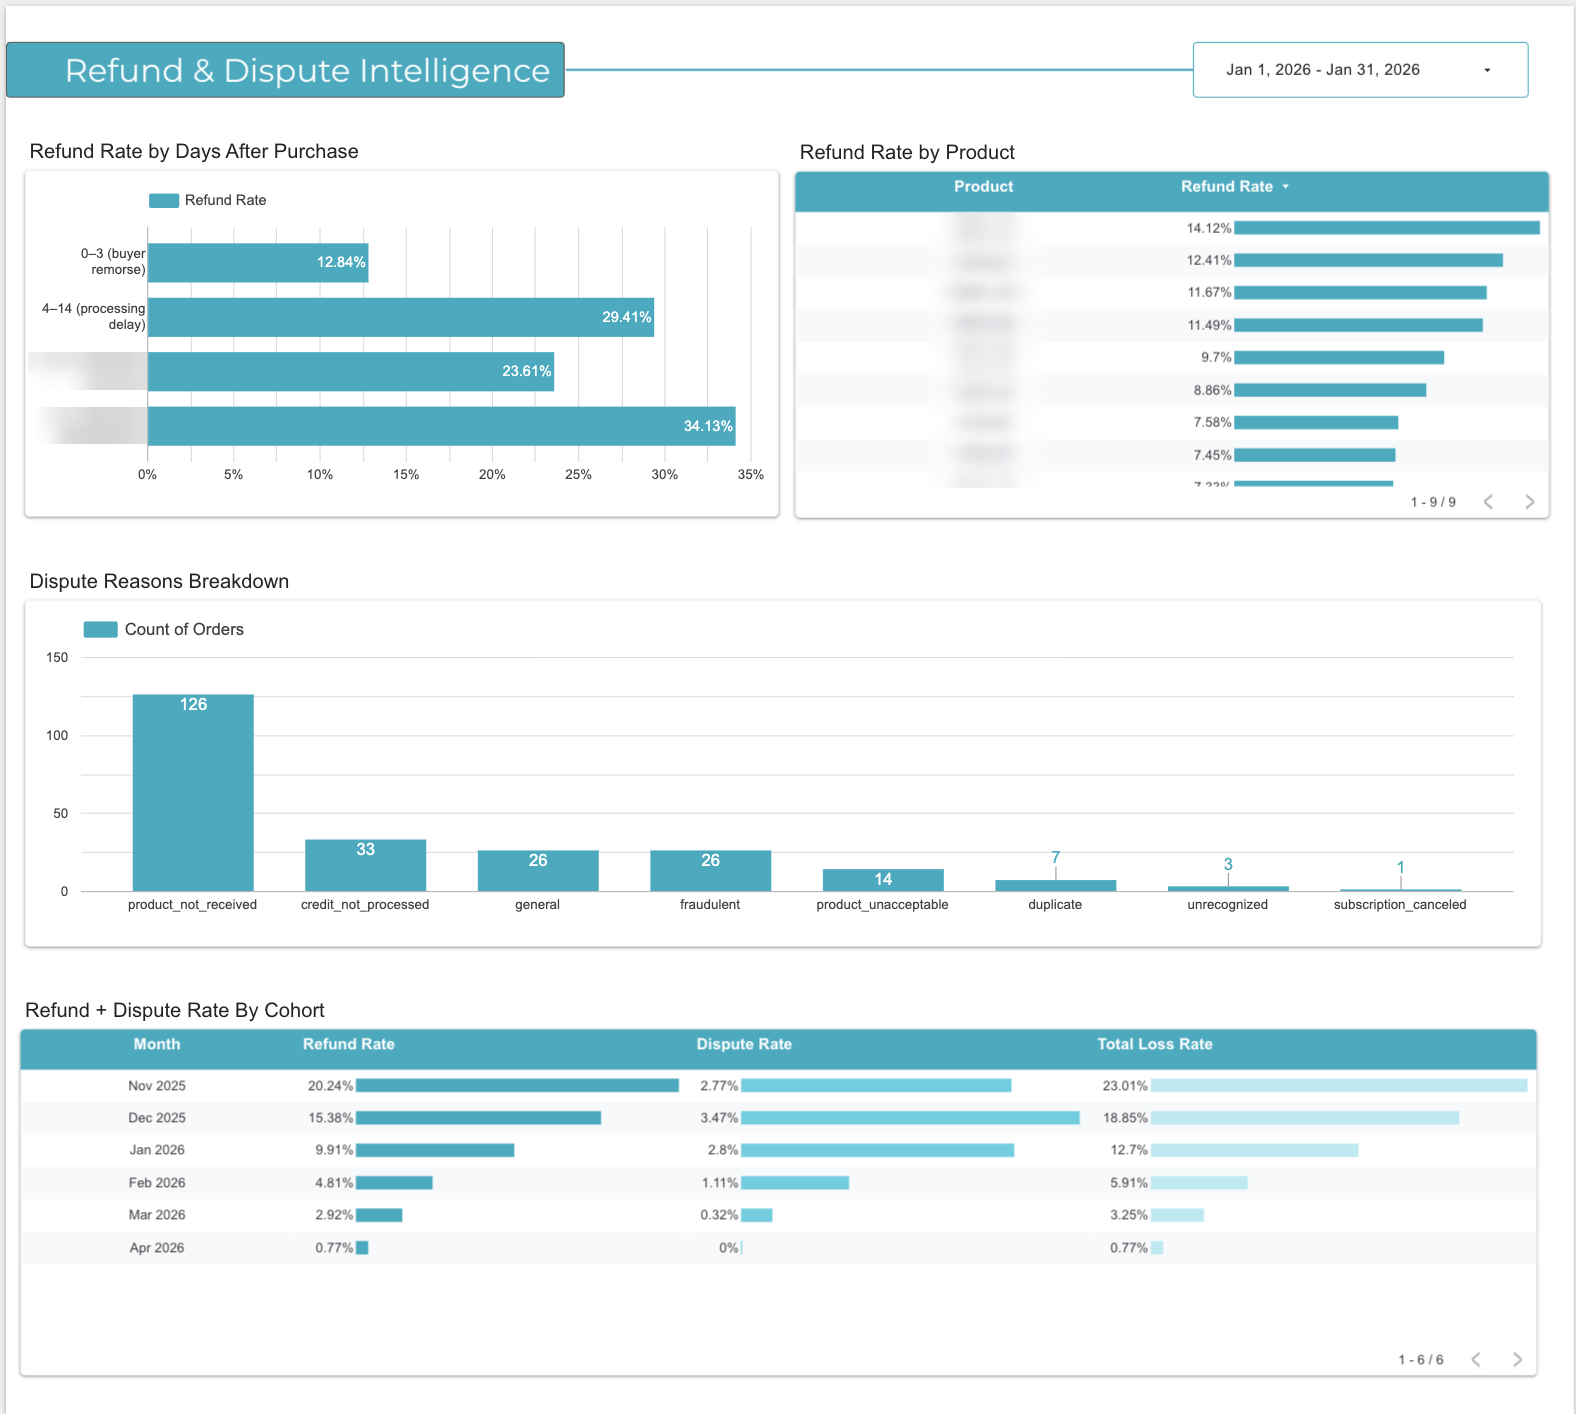 Refund & Dispute Intelligence
Jan 1, 2026 - Jan 31, 2026
Refund Rate by Days After Purchase
Refund Rate
0–3 (buyer
remorse)
12.84%
4–14 (processing
delay)
29.41%
23.61%
34.13%
0% 5% 10% 15% 20% 25% 30% 35%
Refund Rate by Product
Product Refund Rate
14.12%
12.41%
11.67%
11.49%
9.7%
8.86%
7.58%
7.45%
7.33%
1 - 9 / 9
Dispute Reasons Breakdown
Count of Orders
150
100
50
0
126 33 26 26 14 7 3 1
product_not_received credit_not_processed general fraudulent product_unacceptable duplicate unrecognized subscription_canceled
Refund + Dispute Rate By Cohort
Month Refund Rate Dispute Rate Total Loss Rate
Nov 2025 20.24% 2.77% 23.01%
Dec 2025 15.38% 3.47% 18.85%
Jan 2026 9.91% 2.8% 12.7%
Feb 2026 4.81% 1.11% 5.91%
Mar 2026 2.92% 0.32% 3.25%
Apr 2026 0.77% 0% 0.77%
1 - 6 / 6